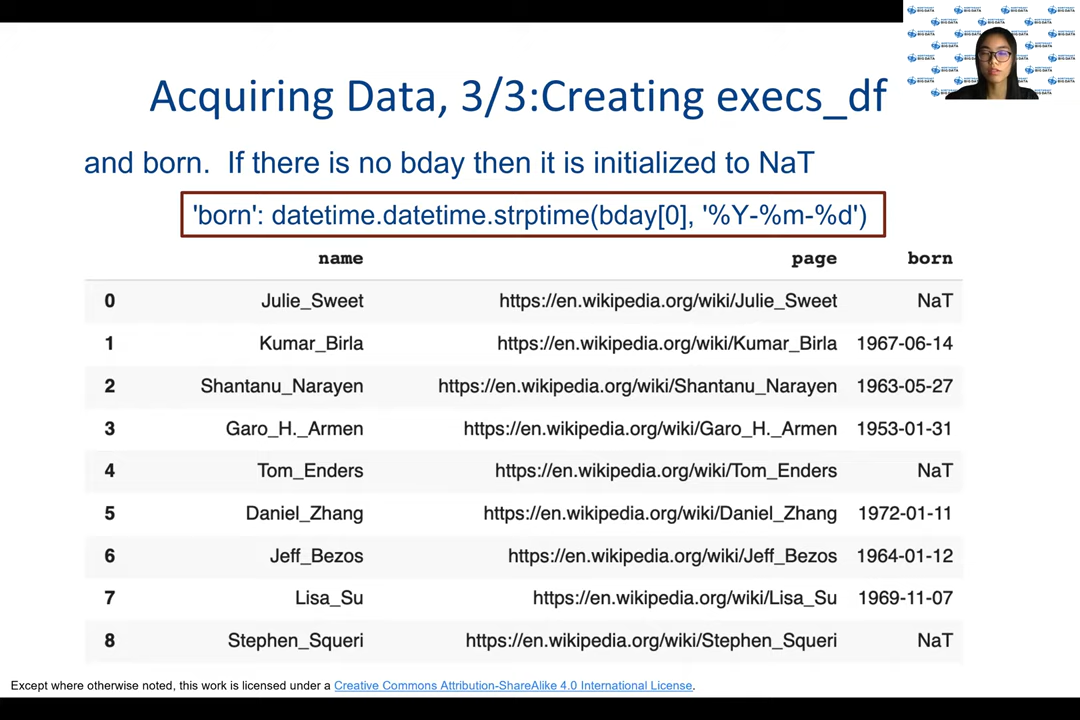 Acquiring Data, 3/3:Creating execs_df
and born. If there is no bday then it is initialized to NaT
'born': datetime.datetime.strptime(bday[0], '%Y-%m-%d')
name page born
0 Julie_Sweet https://en.wikipedia.org/wiki/Julie_Sweet NaT
1 Kumar_Birla https://en.wikipedia.org/wiki/Kumar_Birla 1967-06-14
2 Shantanu_Narayen https://en.wikipedia.org/wiki/Shantanu_Narayen 1963-05-27
3 Garo_H._Armen https://en.wikipedia.org/wiki/Garo_H._Armen 1953-01-31
4 Tom_Enders https://en.wikipedia.org/wiki/Tom_Enders NaT
5 Daniel_Zhang https://en.wikipedia.org/wiki/Daniel_Zhang 1972-01-11
6 Jeff_Bezos https://en.wikipedia.org/wiki/Jeff_Bezos 1964-01-12
7 Lisa_Su https://en.wikipedia.org/wiki/Lisa_Su 1969-11-07
8 Stephen_Squeri https://en.wikipedia.org/wiki/Stephen_Squeri NaT
Except where otherwise noted, this work is licensed under a Creative Commons Attribution-ShareAlike 4.0 International License.